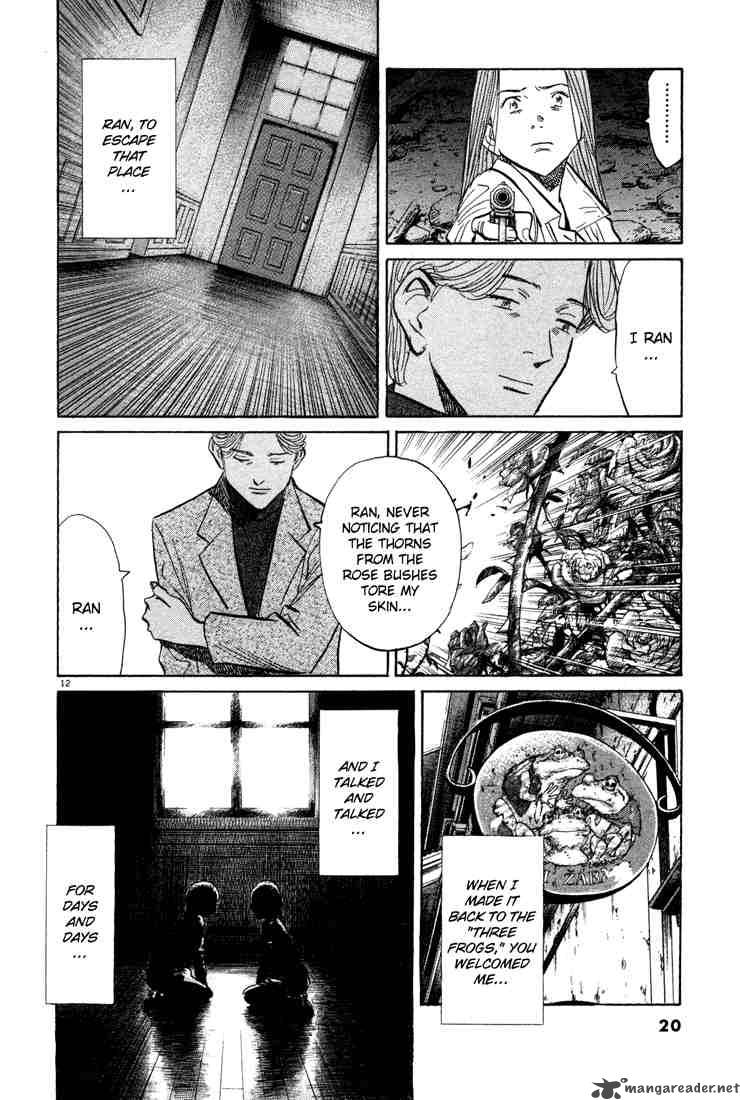 .........
I RAN
...
RAN, TO
ESCAPE
THAT
PLACE
...
RAN, NEVER
NOTICING THAT
THE THORNS
FROM THE
ROSE BUSHES
TORE MY
SKIN...
RAN
...
12
WHEN I
MADE IT
BACK TO THE
"THREE
FROGS," YOU
WELCOMED
ME...
AND I
TALKED
AND
TALKED
...
FOR
DAYS
AND
DAYS
...
20
mangareader.net